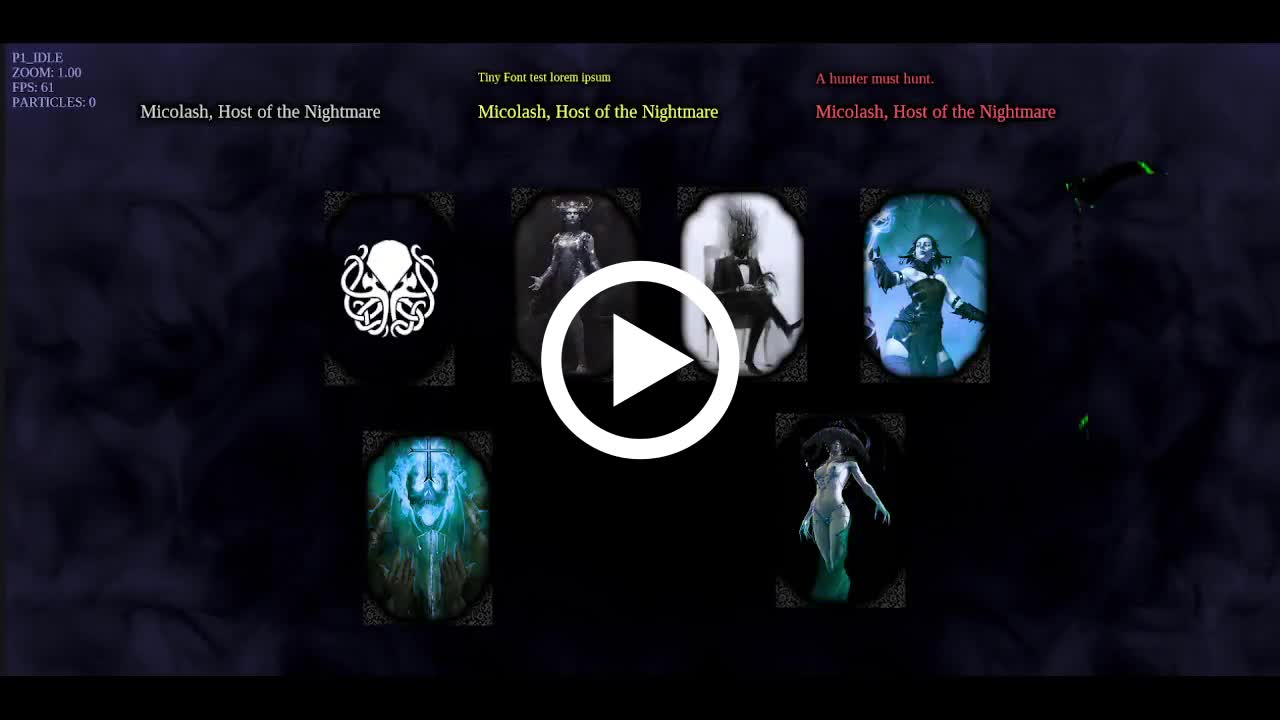 P1_IDLE
ZOOM: 1.00
FPS: 61
PARTICLES: 0
Tiny Font test lorem ipsum
A hunter must hunt.
Micolash, Host of the Nightmare
Micolash, Host of the Nightmare
Micolash, Host of the Nightmare